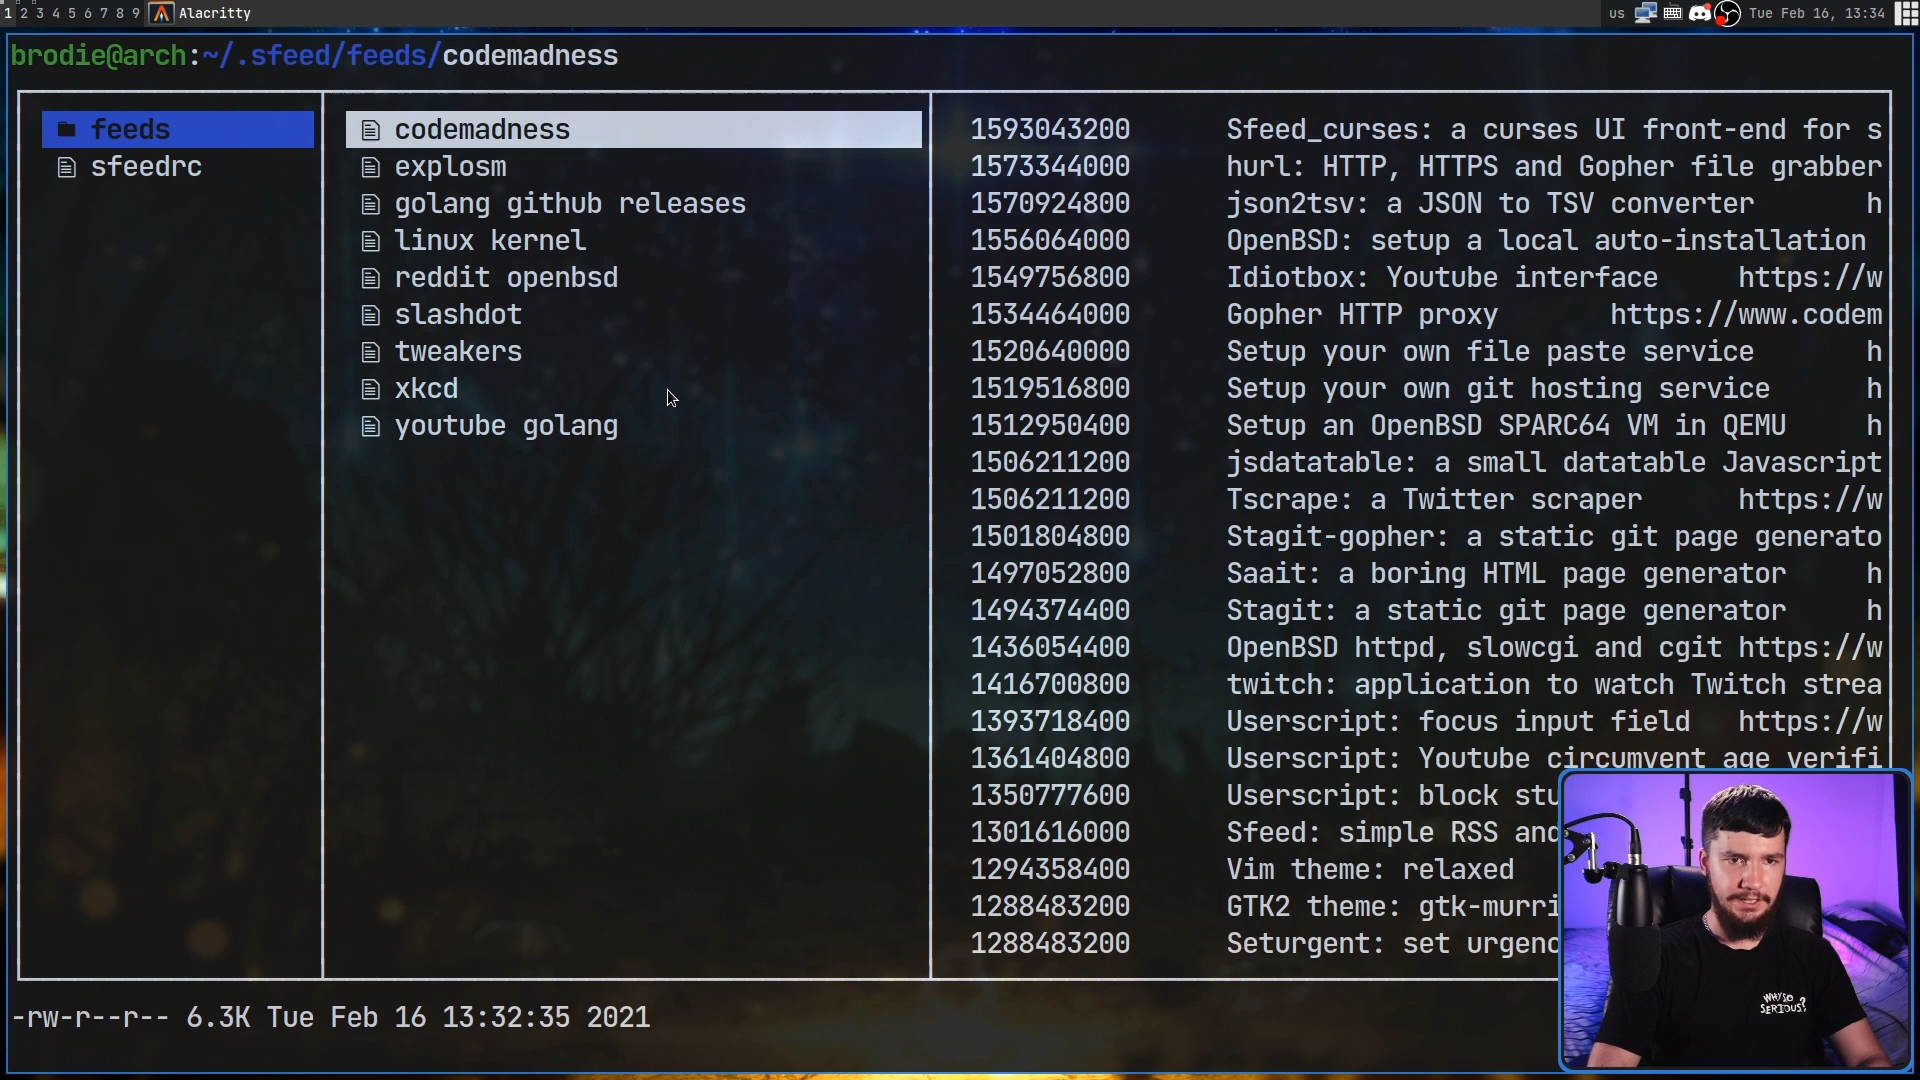 1 2 3 4 5 6 7 8 9 Alacritty us Tue Feb 16, 13:34
brodie@arch:~/.sfeed/feeds/codemadness
feeds
sfeedrc
codemadness
explosm
golang github releases
linux kernel
reddit openbsd
slashdot
tweakers
xkcd
youtube golang
1593043200 Sfeed_curses: a curses UI front-end for s
1573344000 hurl: HTTP, HTTPS and Gopher file grabber
1570924800 json2tsv: a JSON to TSV converter h
1556064000 OpenBSD: setup a local auto-installation
1549756800 Idiotbox: Youtube interface https://w
1534464000 Gopher HTTP proxy https://www.codem
1520640000 Setup your own file paste service h
1519516800 Setup your own git hosting service h
1512950400 Setup an OpenBSD SPARC64 VM in QEMU h
1506211200 jsdatatable: a small datatable Javascript
1506211200 Tscrape: a Twitter scraper https://w
1501804800 Stagit-gopher: a static git page generato
1497052800 Saait: a boring HTML page generator h
1494374400 Stagit: a static git page generator h
1436054400 OpenBSD httpd, slowcgi and cgit https://w
1416700800 twitch: application to watch Twitch strea
1393718400 Userscript: focus input field https://w
1361404800 Userscript: Youtube circumvent age verifi
1350777600 Userscript: block stu
1301616000 Sfeed: simple RSS and
1294358400 Vim theme: relaxed
1288483200 GTK2 theme: gtk-murri
1288483200 Seturgent: set urgenc
-rw-r--r-- 6.3K Tue Feb 16 13:32:35 2021
WHY SO
SERIOUS?